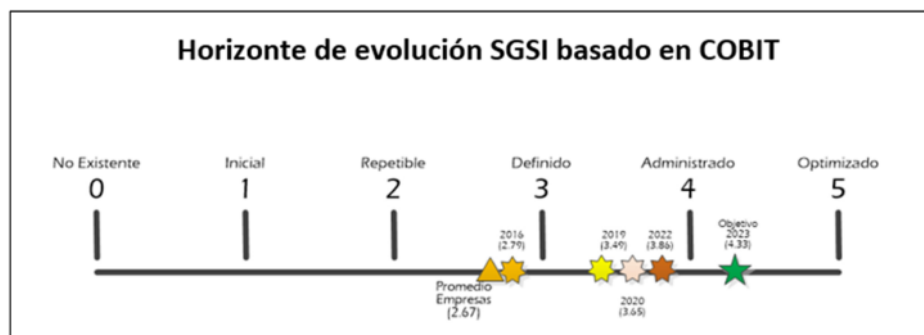 Horizonte de evolución SGSI basado en COBIT
No Existente Inicial Repetible Definido Administrado Optimizado
0 1 2 3 4 5
2016 2019 2022 Objetivo 2023
(2.79) (3.49) (3.86) (4.33)
Promedio
Empresas
(2.67)
2020
(3.65)